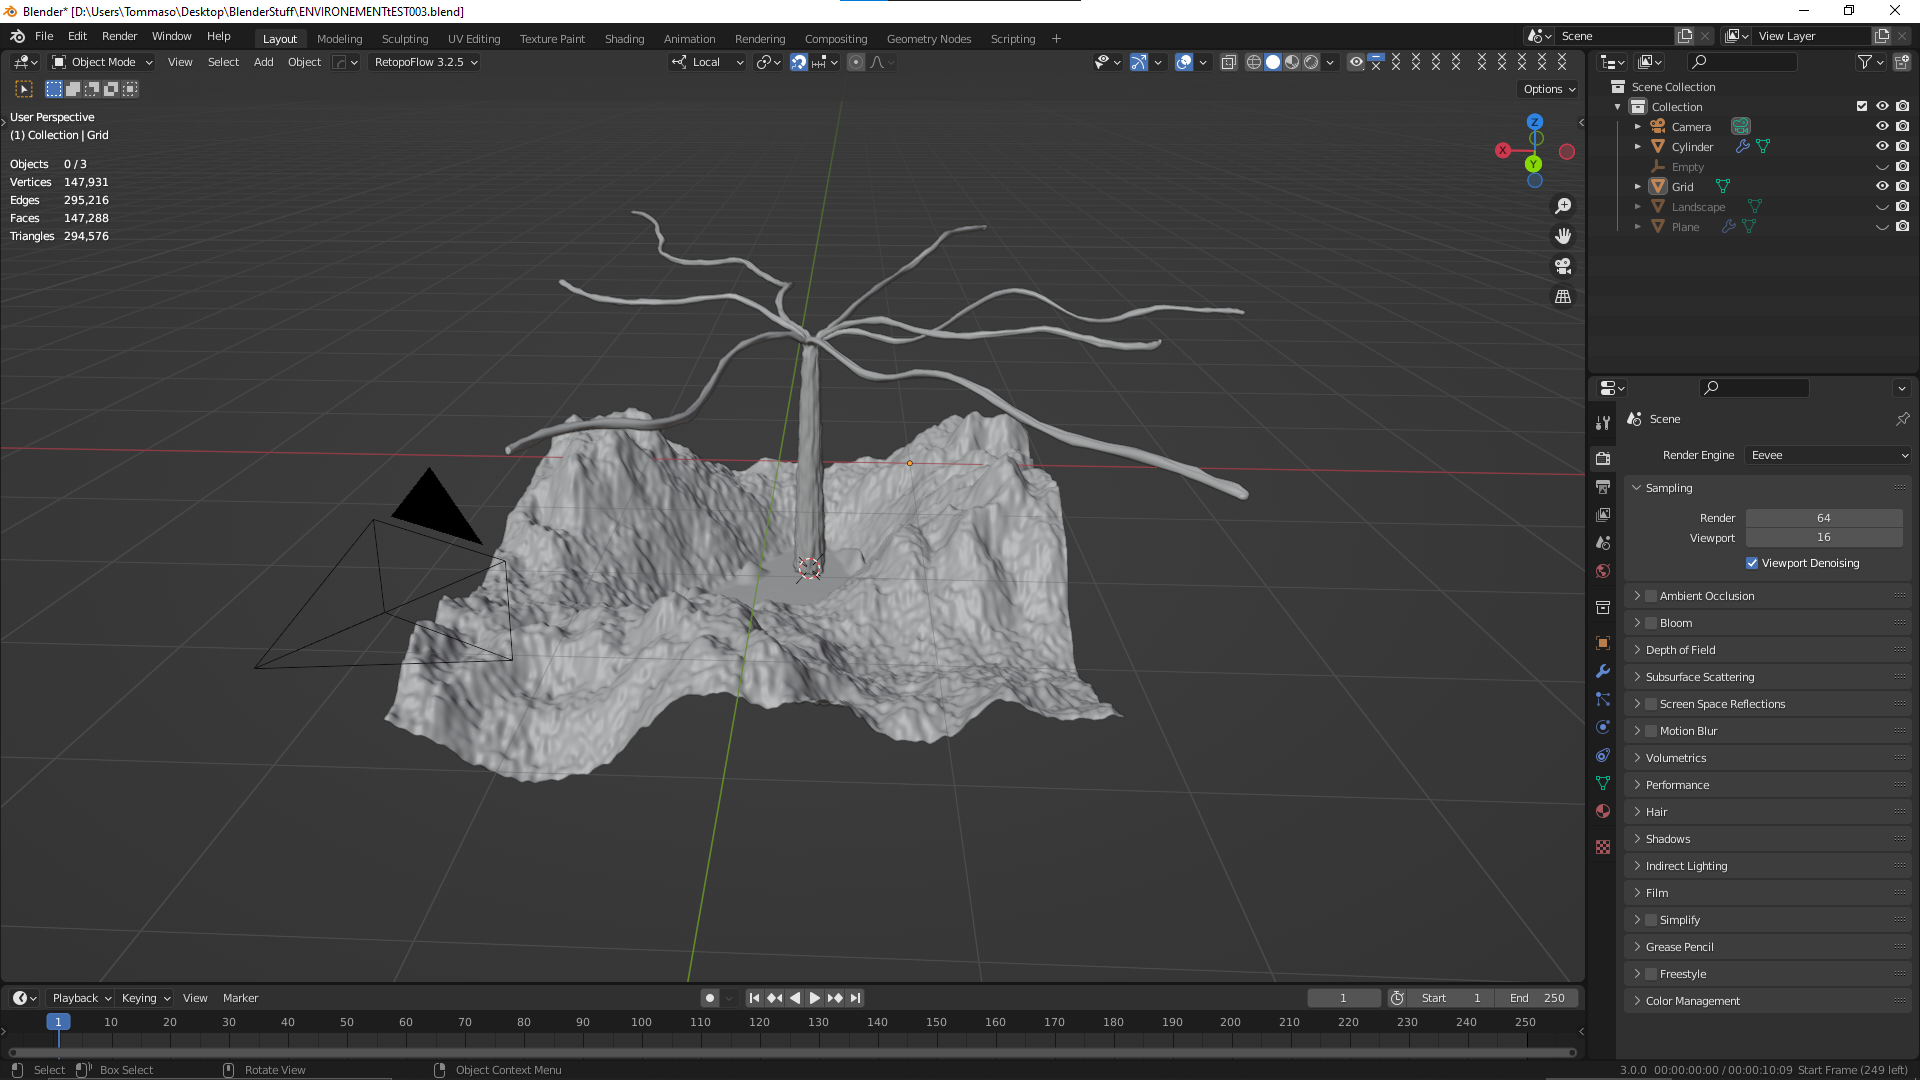 Blender* [D:\Users\Tommaso\Desktop\BlenderStuff\ENVIRONEMENTtEST003.blend]
File Edit Render Window Help Layout Modeling Sculpting UV Editing Texture Paint Shading Animation Rendering Compositing Geometry Nodes Scripting + Scene View Layer
Object Mode View Select Add Object RetopoFlow 3.2.5 Local
Options
User Perspective
(1) Collection | Grid
Objects 0 / 3
Vertices 147,931
Edges 295,216
Faces 147,288
Triangles 294,576
Z
X
Y
Scene Collection
Collection
Camera
Cylinder
Empty
Grid
Landscape
Plane
Scene
Render Engine Eevee
Sampling
Render 64
Viewport 16
Viewport Denoising
Ambient Occlusion
Bloom
Depth of Field
Subsurface Scattering
Screen Space Reflections
Motion Blur
Volumetrics
Performance
Hair
Shadows
Indirect Lighting
Film
Simplify
Grease Pencil
Freestyle
Color Management
Playback Keying View Marker 1 Start 1 End 250
1 10 20 30 40 50 60 70 80 90 100 110 120 130 140 150 160 170 180 190 200 210 220 230 240 250
Select Box Select Rotate View Object Context Menu 3.0.0 00:00:00:00 / 00:00:10:09 Start Frame (249 left)